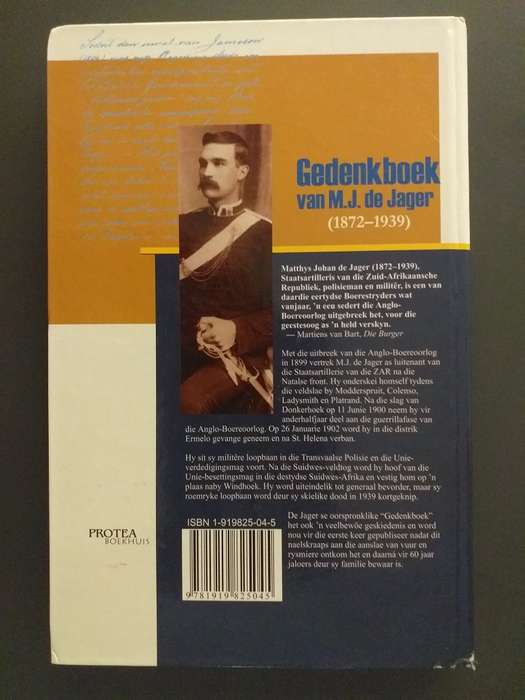 Gedenkboek
van M.J. de Jager
(1872–1939)
Matthys Johan de Jager (1872–1939),
Staatsartilleris van die Zuid-Afrikaansche
Republiek, polisieman en militêr, is een van
daardie eertydse Boerestryders wat
vanjaar, 'n eeu sedert die Anglo-
Boereoorlog uitgebreek het, voor die
geestesoog as 'n held verskyn.
— Martiens van Bart, Die Burger
Met die uitbreek van die Anglo-Boereoorlog
in 1899 vertrek M.J. de Jager as luitenant van
die Staatsartillerie van die ZAR na die
Natalse front. Hy onderskei homself tydens
die veldslae by Modderspruit, Colenso,
Ladysmith en Platrand. Na die slag van
Donkerhoek op 11 Junie 1900 neem hy vir
anderhalfjaar deel aan die guerrillafase van
die Anglo-Boereoorlog. Op 26 Januarie 1902 word hy in die distrik
Ermelo gevange geneem en na St. Helena verban.
Hy sit sy militêre loopbaan in die Transvaalse Polisie en die Unie-
verdedigingsmag voort. Na die Suidwes-veldtog word hy hoof van die
Unie-besettingsmag in die destydse Suidwes-Afrika en vestig hom op 'n
plaas naby Windhoek. Hy word uiteindelik tot generaal bevorder, maar sy
roemryke loopbaan word deur sy skielike dood in 1939 kortgeknip.
De Jager se oorspronklike "Gedenkboek"
het ook 'n veelbewoë geskiedenis en word
nou vir die eerste keer gepubliseer nadat dit
naelskraaps aan die aanslae van vuur en
rysmiere ontkom het en daarná vir 60 jaar
jaloers deur sy familie bewaar is.
ISBN 1-919825-04-5
9 781919 825045
PROTEA
BOEKHUIS